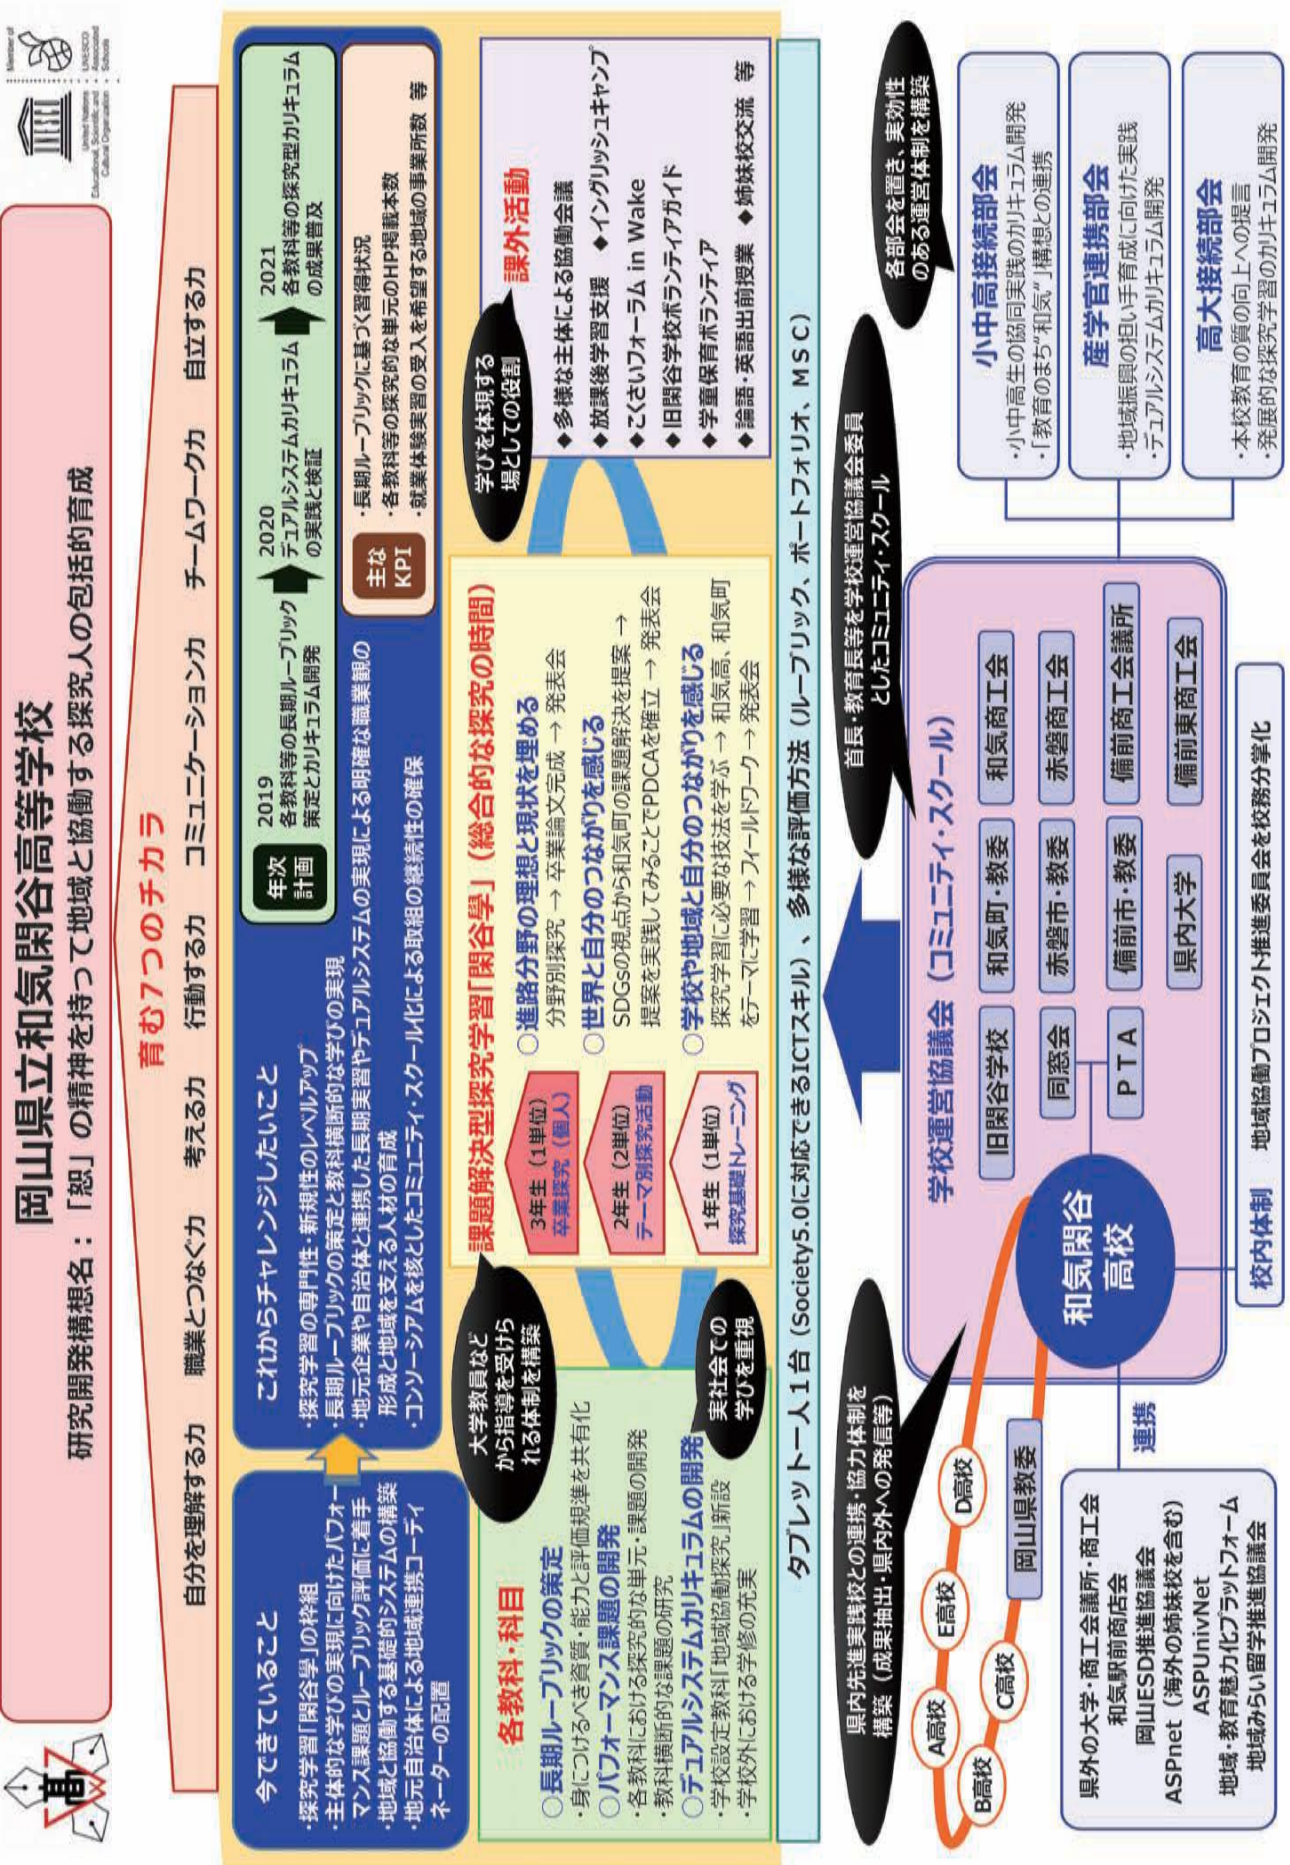 岡山県立和気閑谷高等学校
研究開発構想名：「恕」の精神を持って地域と協働する探究人の包括的育成
UNESCO
United Nations
Educational, Scientific and
Cultural Organization
Member of
UNESCO
Associated
Schools
育む７つのチカラ
自分を理解する力　職業とつなぐ力　考える力　行動する力　コミュニケーション力　チームワーク力　自立する力
今できていること
・探究学習「閑谷學」の枠組
・主体的な学びの実現に向けたパフォー
マンス課題とルーブリック評価に着手
・地域と協働する基礎的システムの構築
・地元自治体による地域連携コーディ
ネーターの配置
これからチャレンジしたいこと
・探究学習の専門性・新規性のレベルアップ
・長期ルーブリックの策定と教科横断的な学びの実現
・地元企業や自治体と連携した長期実習やデュアルシステムの実現による明確な職業観の
形成と地域を支える人材の育成
・コンソーシアムを核としたコミュニティ・スクール化による取組の継続性の確保
年次
計画
2019
各教科等の長期ルーブリック
策定とカリキュラム開発
2020
デュアルシステムカリキュラム
の実践と検証
2021
各教科等の探究型カリキュラム
の成果普及
主な
KPI
・長期ルーブリックに基づく習得状況
・各教科等の探究的な単元のHP掲載本数
・就業体験実習の受入を希望する地域の事業所数　等
大学教員など
から指導を受けら
れる体制を構築
各教科・科目
○長期ルーブリックの策定
・身につけるべき資質・能力と評価規準を共有化
○パフォーマンス課題の開発
・各教科における探究的な単元・課題の開発
・教科横断的な課題の研究
○デュアルシステムカリキュラムの開発
・学校設定教科「地域協働探究」新設
・学校外における学修の充実
実社会での
学びを重視
課題解決型探究学習「閑谷學」（総合的な探究の時間）
3年生（1単位）
卒業探究（個人）
○進路分野の理想と現状を埋める
分野別探究 → 卒業論文完成 → 発表会
2年生（2単位）
テーマ別探究活動
○世界と自分のつながりを感じる
SDGsの視点から和気町の課題解決を提案 →
提案を実践してみることでPDCAを確立 → 発表会
1年生（1単位）
探究基礎トレーニング
○学校や地域と自分のつながりを感じる
探究学習に必要な技法を学ぶ → 和気高、和気町
をテーマに学習 → フィールドワーク → 発表会
学びを体現する
場としての役割
課外活動
◆多様な主体による協働会議
◆放課後学習支援　◆イングリッシュキャンプ
◆こくさいフォーラム in Wake
◆旧閑谷学校ボランティアガイド
◆学童保育ボランティア
◆論語・英語出前授業　◆姉妹校交流　等
タブレット一人１台（Society5.0に対応できるICTスキル）、多様な評価方法（ルーブリック、ポートフォリオ、ＭＳＣ）
県内先進実践校との連携・協力体制を
構築（成果抽出・県内外への発信等）
A高校
B高校
C高校
D高校
E高校
岡山県教委
県外の大学・商工会議所・商工会
和気駅前商店会
岡山ESD推進協議会
ASPnet（海外の姉妹校を含む）
ASPUnivNet
地域・教育魅力化プラットフォーム
地域みらい留学推進協議会
連携
和気閑谷
高校
首長・教育長等を学校運営協議会委員
としたコミュニティ・スクール
学校運営協議会（コミュニティ・スクール）
旧閑谷学校
和気町・教委
和気商工会
同窓会
赤磐市・教委
赤磐商工会
ＰＴＡ
備前市・教委
備前商工会議所
県内大学
備前東商工会
校内体制　地域協働プロジェクト推進委員会を校務分掌化
各部会を置き、実効性
のある運営体制を構築
小中高接続部会
・小中高生の協同実践のカリキュラム開発
・「教育のまち“和気”」構想との連携
産学官連携部会
・地域振興の担い手育成に向けた実践
・デュアルシステムカリキュラム開発
高大接続部会
・本校教育の質の向上への提言
・発展的な探究学習のカリキュラム開発